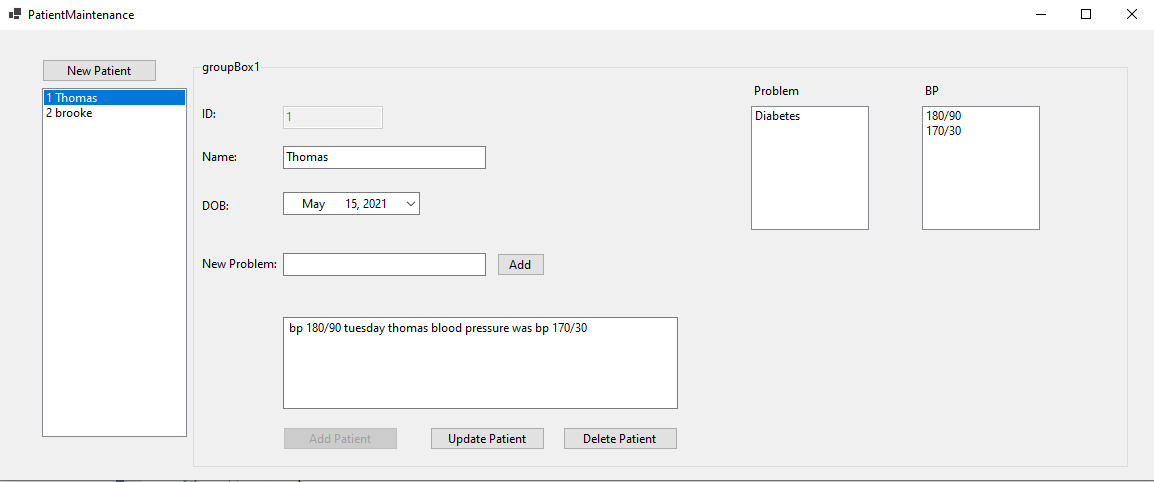 PatientMaintenance
New Patient
1 Thomas
2 brooke
groupBox1
ID:
1
Name:
Thomas
DOB:
May 15, 2021
New Problem:
Add
bp 180/90 tuesday thomas blood pressure was bp 170/30
Add Patient
Update Patient
Delete Patient
Problem
Diabetes
BP
180/90
170/30